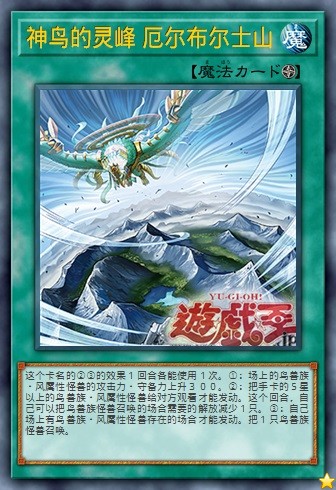 神鸟的灵峰 厄尔布尔士山
魔
【魔法カード】
YU-GI-OH!
遊戯王
这个卡名的①②的效果１回合各能使用１次。①：场上的鸟兽族
・风属性怪兽的攻击力・守备力上升３００。②：把手卡的５星
以上的鸟兽族・风属性怪兽给对方观看才能发动。这个回合，自
己可以把鸟兽族怪兽召唤的场合需要的解放减少１只。③：自己
场上有鸟兽族・风属性怪兽存在的场合才能发动。把１只鸟兽族
怪兽召唤。